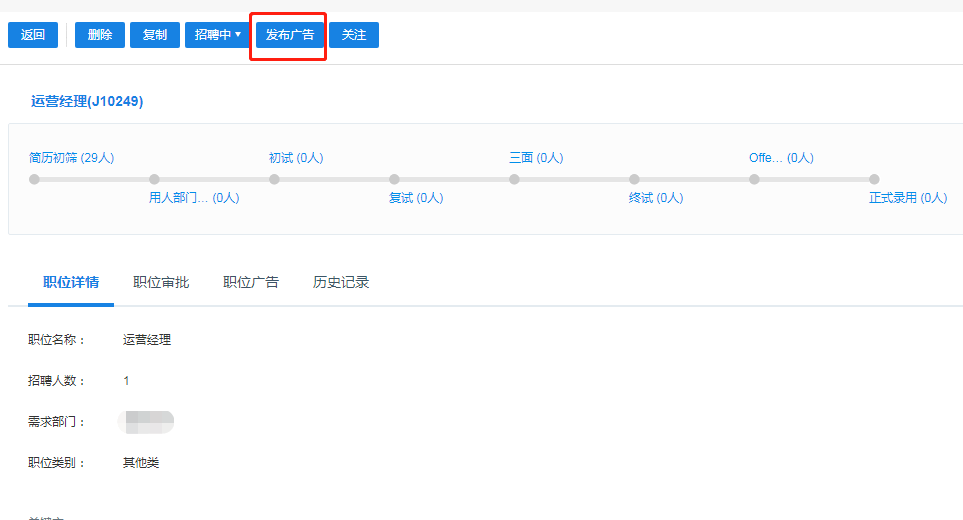 返回 删除 复制 招聘中 发布广告 关注
运营经理(J10249)
简历初筛 (29人) 初试 (0人) 三面 (0人) Offe... (0人)
用人部门... (0人) 复试 (0人) 终试 (0人) 正式录用 (0人)
职位详情 职位审批 职位广告 历史记录
职位名称： 运营经理
招聘人数： 1
需求部门：
职位类别： 其他类